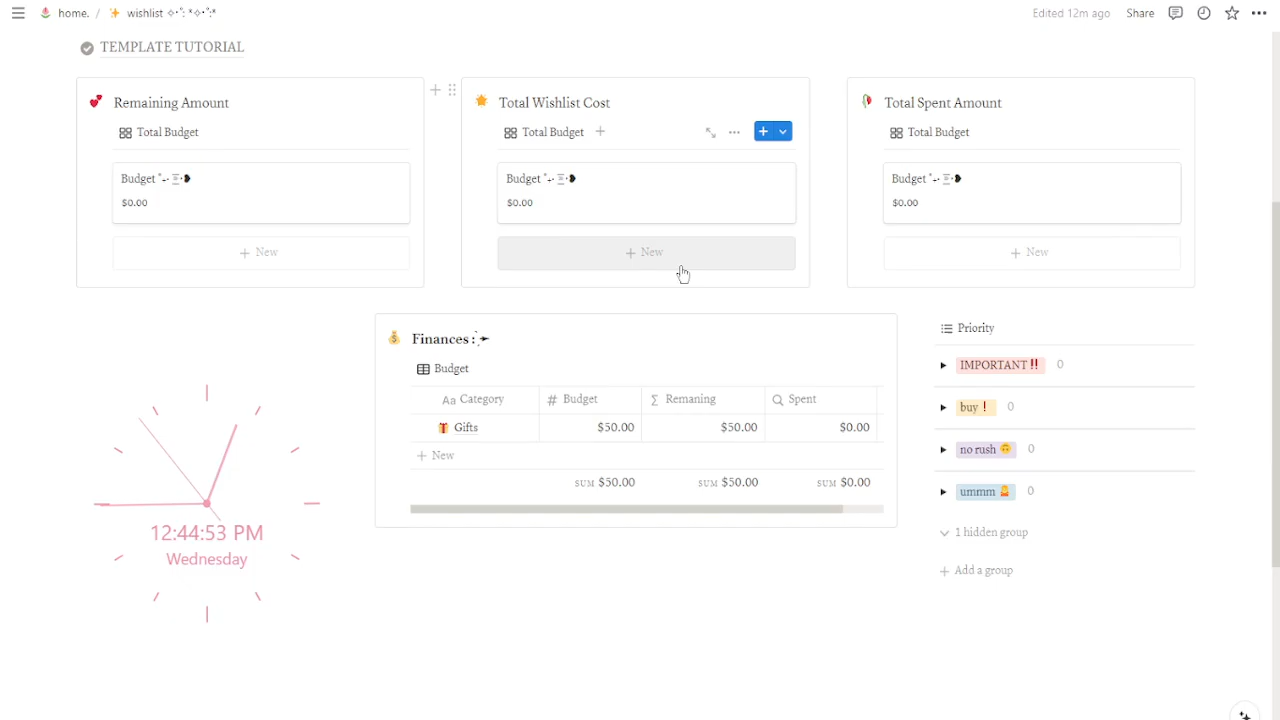 home. / wishlist ✧･ﾟ: *✧･ﾟ:*
Edited 12m ago Share
TEMPLATE TUTORIAL
Remaining Amount
Total Budget
Budget
$0.00
+ New
Total Wishlist Cost
Total Budget +
Budget
$0.00
+ New
Total Spent Amount
Total Budget
Budget
$0.00
+ New
12:44:53 PM
Wednesday
Finances
Budget
Aa Category # Budget Σ Remaning Spent
Gifts $50.00 $50.00 $0.00
+ New
SUM $50.00 SUM $50.00 SUM $0.00
Priority
IMPORTANT‼ 0
buy❗ 0
no rush 🙃 0
ummm 0
1 hidden group
+ Add a group